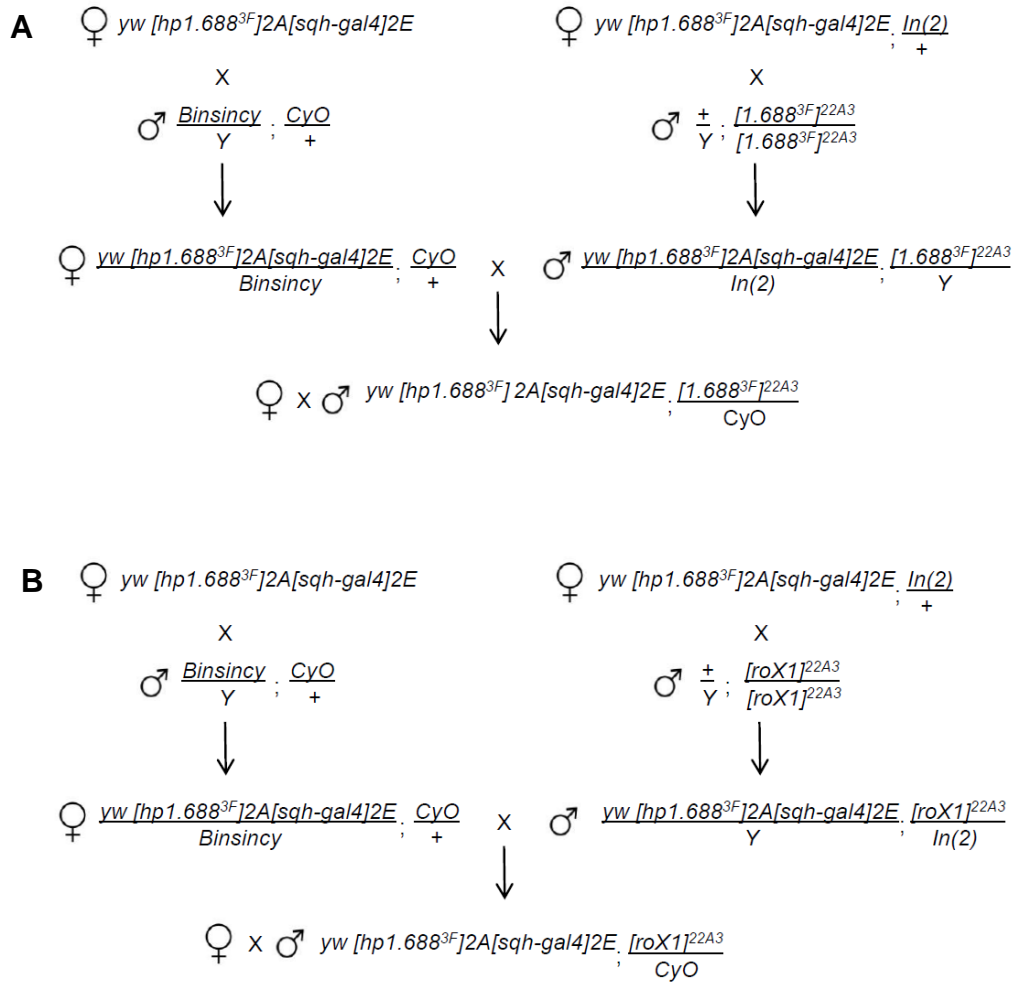 A
♀ yw [hp1.688³ᶠ]2A[sqh-gal4]2E
♀ yw [hp1.688³ᶠ]2A[sqh-gal4]2E ; In(2)
+
X
X
♂ Binsincy ; CyO
Y +
♂ + ; [1.688³ᶠ]²²ᴬ³
Y [1.688³ᶠ]²²ᴬ³
♀ yw [hp1.688³ᶠ]2A[sqh-gal4]2E ; CyO
Binsincy +
X
♂ yw [hp1.688³ᶠ]2A[sqh-gal4]2E ; [1.688³ᶠ]²²ᴬ³
In(2) Y
♀ X ♂ yw [hp1.688³ᶠ] 2A[sqh-gal4]2E ; [1.688³ᶠ]²²ᴬ³
CyO
B
♀ yw [hp1.688³ᶠ]2A[sqh-gal4]2E
♀ yw [hp1.688³ᶠ]2A[sqh-gal4]2E ; In(2)
+
X
X
♂ Binsincy ; CyO
Y +
♂ + ; [roX1]²²ᴬ³
Y [roX1]²²ᴬ³
♀ yw [hp1.688³ᶠ]2A[sqh-gal4]2E ; CyO
Binsincy +
X
♂ yw [hp1.688³ᶠ]2A[sqh-gal4]2E ; [roX1]²²ᴬ³
Y In(2)
♀ X ♂ yw [hp1.688³ᶠ]2A[sqh-gal4]2E ; [roX1]²²ᴬ³
CyO